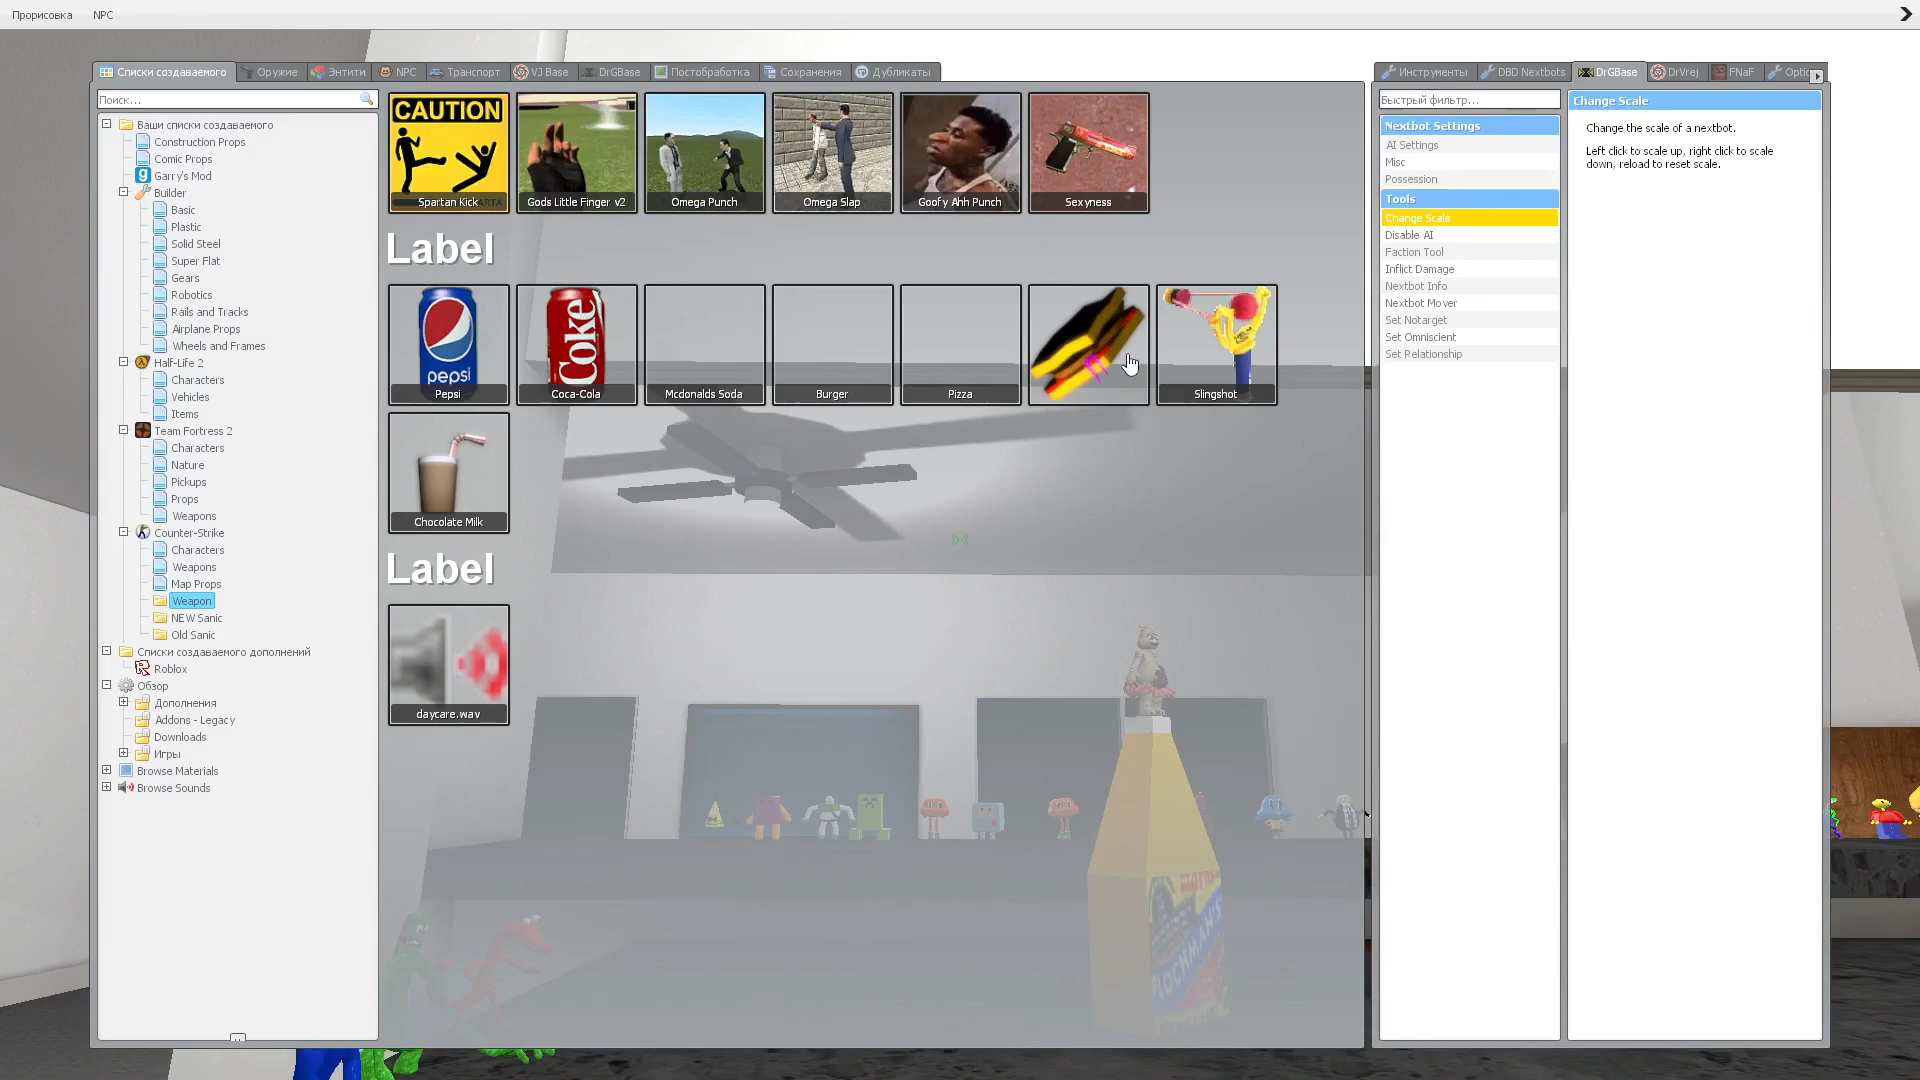 Прорисовка NPC
Списки создаваемого Оружие Энтити NPC Транспорт VJ Base DrGBase Постобработка Сохранения Дубликаты
Поиск...
Ваши списки создаваемого
Construction Props
Comic Props
Garry's Mod
Builder
Basic
Plastic
Solid Steel
Super Flat
Gears
Robotics
Rails and Tracks
Airplane Props
Wheels and Frames
Half-Life 2
Characters
Vehicles
Items
Team Fortress 2
Characters
Nature
Pickups
Props
Weapons
Counter-Strike
Characters
Weapons
Map Props
Weapon
NEW Sanic
Old Sanic
Списки создаваемого дополнений
Roblox
Обзор
Дополнения
Addons - Legacy
Downloads
Игры
Browse Materials
Browse Sounds
CAUTION
Spartan Kick
Gods Little Finger v2
Omega Punch
Omega Slap
Goofy Ahh Punch
Sexyness
Label
pepsi
Pepsi
Coke
Coca-Cola
Mcdonalds Soda
Burger
Pizza
Slingshot
Chocolate Milk
Label
daycare.wav
PLOCHMAN'S
Инструменты DBD Nextbots DrGBase DrVrej FNaF Optic
Быстрый фильтр...
Nextbot Settings
AI Settings
Misc
Possession
Tools
Change Scale
Disable AI
Faction Tool
Inflict Damage
Nextbot Info
Nextbot Mover
Set Notarget
Set Omniscient
Set Relationship
Change Scale
Change the scale of a nextbot.
Left click to scale up, right click to scale
down, reload to reset scale.